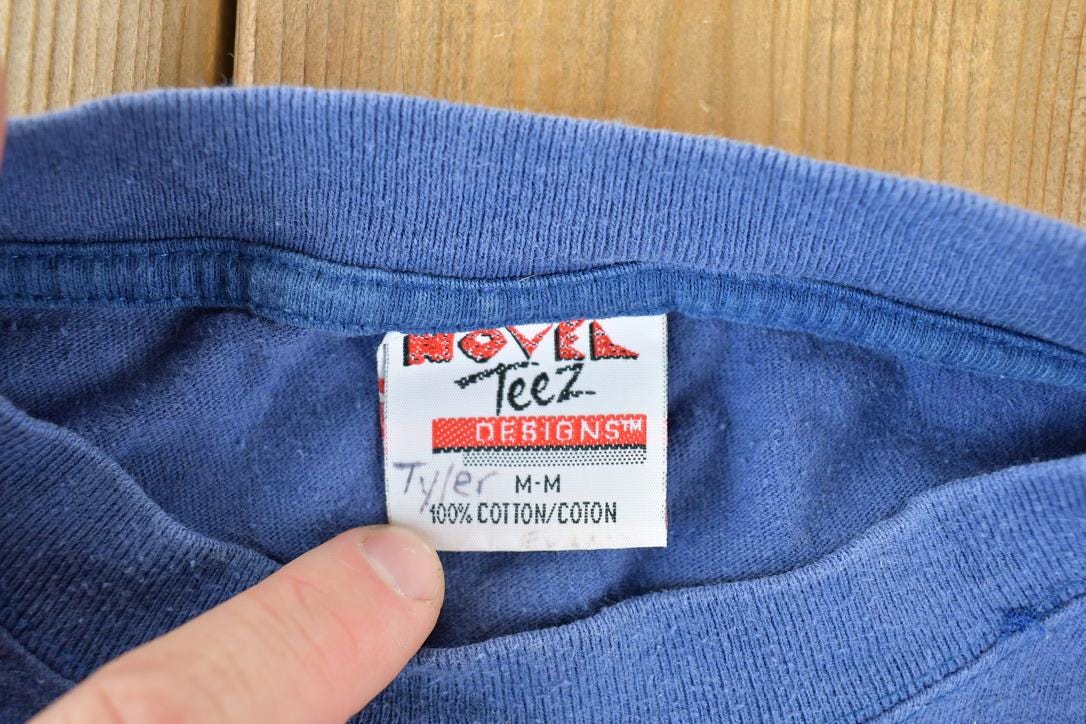 NOVEL
TeeZ
DESIGNS™
Tyler M-M
100% COTTON/COTON